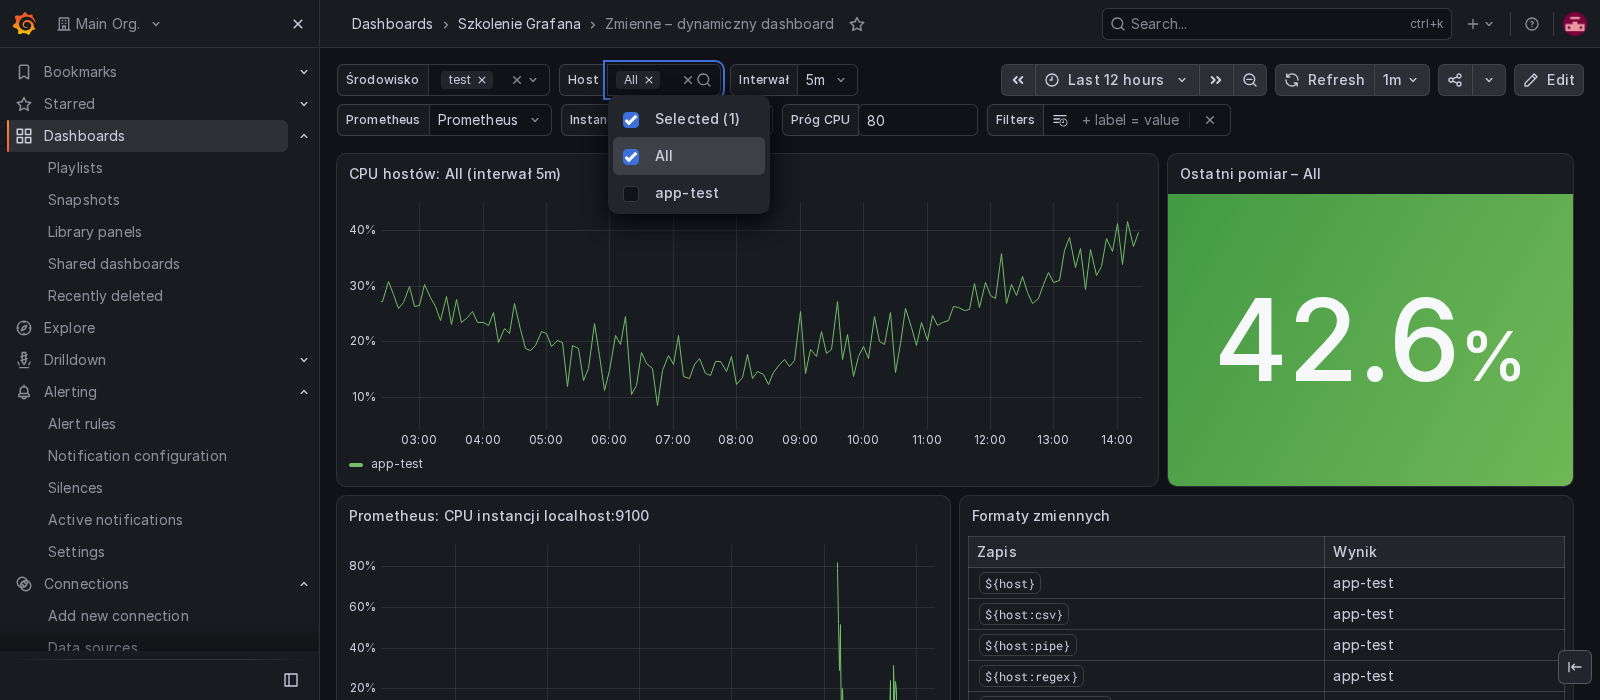 Main Org.
Dashboards › Szkolenie Grafana › Zmienne – dynamiczny dashboard
Search...
ctrl+k
Bookmarks
Starred
Dashboards
Playlists
Snapshots
Library panels
Shared dashboards
Recently deleted
Explore
Drilldown
Alerting
Alert rules
Notification configuration
Silences
Active notifications
Settings
Connections
Add new connection
Data sources
Środowisko
test
Host
All
Interwał
5m
Last 12 hours
Refresh
1m
Edit
Prometheus
Prometheus
Próg CPU
80
Filters
+ label = value
Selected (1)
All
app-test
CPU hostów: All (interwał 5m)
40%
30%
20%
10%
03:00 04:00 05:00 06:00 07:00 08:00 09:00 10:00 11:00 12:00 13:00 14:00
app-test
Ostatni pomiar – All
42.6%
Prometheus: CPU instancji localhost:9100
80%
60%
40%
20%
Formaty zmiennych
Zapis Wynik
${host} app-test
${host:csv} app-test
${host:pipe} app-test
${host:regex} app-test